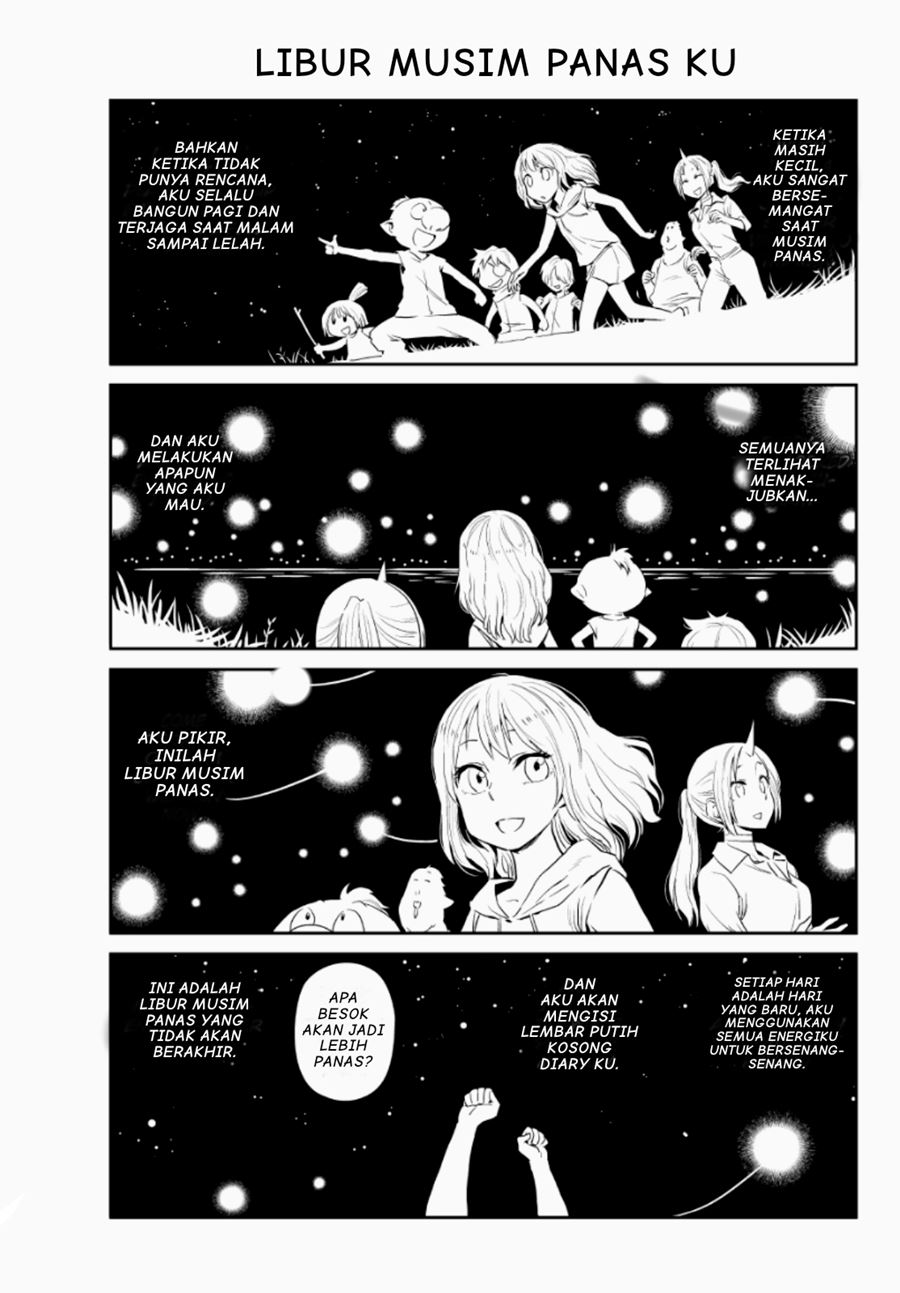 LIBUR MUSIM PANAS KU
KETIKA
MASIH
KECIL,
AKU SANGAT
BERSE-
MANGAT
SAAT
MUSIM
PANAS.
BAHKAN
KETIKA TIDAK
PUNYA RENCANA,
AKU SELALU
BANGUN PAGI DAN
TERJAGA SAAT MALAM
SAMPAI LELAH.
SEMUANYA
TERLIHAT
MENAK-
JUBKAN...
DAN AKU
MELAKUKAN
APAPUN
YANG AKU
MAU.
AKU PIKIR,
INILAH
LIBUR MUSIM
PANAS.
SETIAP HARI
ADALAH HARI
YANG BARU, AKU
MENGGUNAKAN
SEMUA ENERGIKU
UNTUK BERSENANG-
SENANG.
DAN
AKU AKAN
MENGISI
LEMBAR PUTIH
KOSONG
DIARY KU.
APA
BESOK
AKAN JADI
LEBIH
PANAS?
INI ADALAH
LIBUR MUSIM
PANAS YANG
TIDAK AKAN
BERAKHIR.